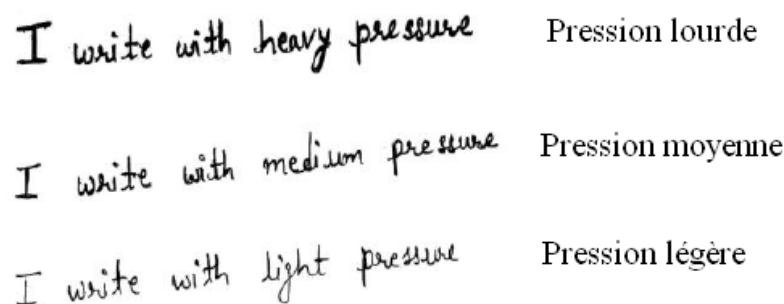 I write with heavy pressure Pression lourde
I write with medium pressure Pression moyenne
I write with light pressure Pression légère